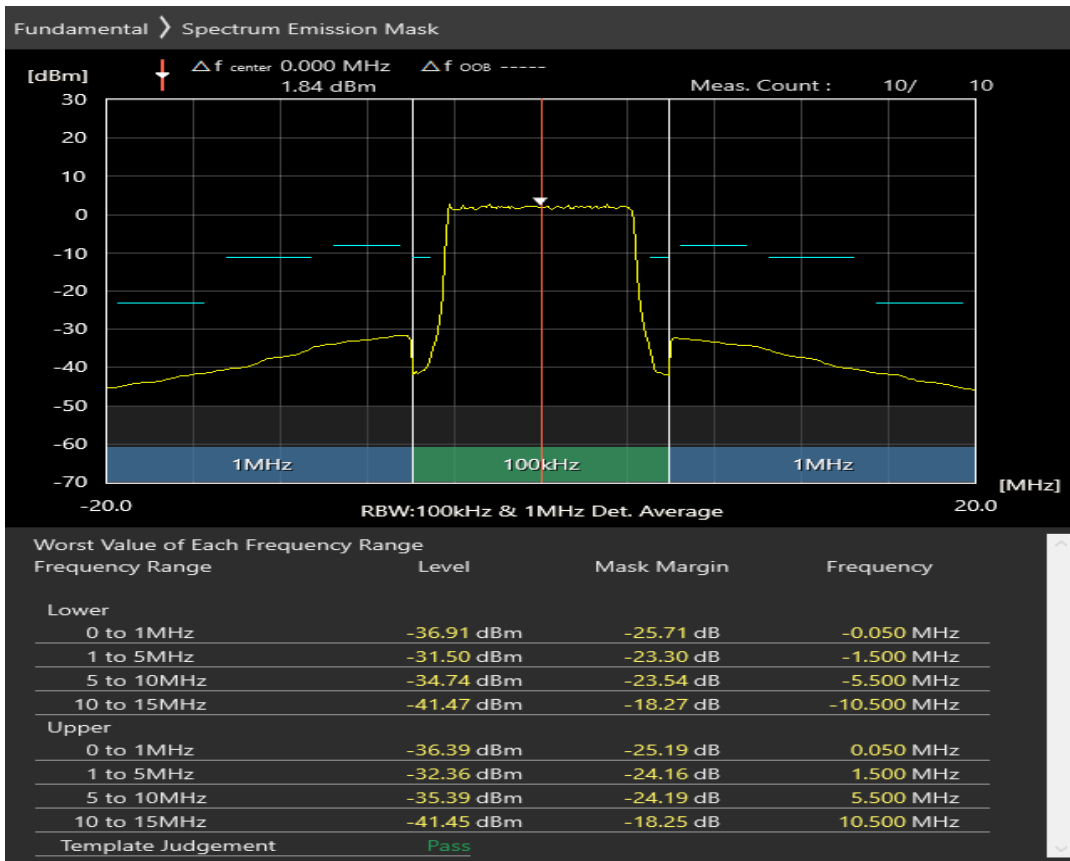 Fundamental ❯ Spectrum Emission Mask
[dBm] △f center 0.000 MHz △f OOB -----
1.84 dBm Meas. Count : 10/ 10
30
20
10
0
-10
-20
-30
-40
-50
-60
1MHz 100kHz 1MHz
-70 [MHz]
-20.0 RBW:100kHz & 1MHz Det. Average 20.0
Worst Value of Each Frequency Range
Frequency Range Level Mask Margin Frequency
Lower
0 to 1MHz -36.91 dBm -25.71 dB -0.050 MHz
1 to 5MHz -31.50 dBm -23.30 dB -1.500 MHz
5 to 10MHz -34.74 dBm -23.54 dB -5.500 MHz
10 to 15MHz -41.47 dBm -18.27 dB -10.500 MHz
Upper
0 to 1MHz -36.39 dBm -25.19 dB 0.050 MHz
1 to 5MHz -32.36 dBm -24.16 dB 1.500 MHz
5 to 10MHz -35.39 dBm -24.19 dB 5.500 MHz
10 to 15MHz -41.45 dBm -18.25 dB 10.500 MHz
Template Judgement Pass